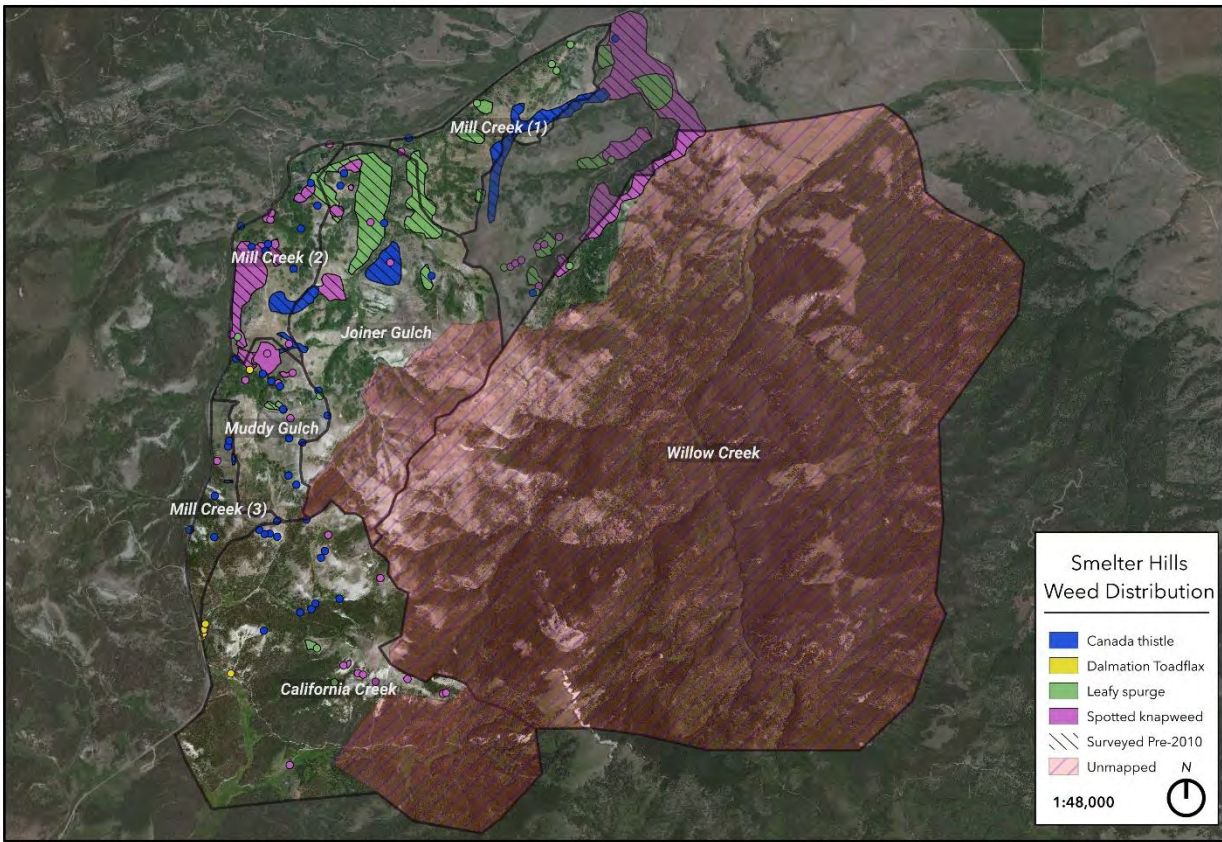 Mill Creek (1)
Mill Creek (2)
Joiner Gulch
Muddy Gulch
Willow Creek
Mill Creek (3)
California Creek
Smelter Hills
Weed Distribution
Canada thistle
Dalmation Toadflax
Leafy spurge
Spotted knapweed
Surveyed Pre-2010
Unmapped
N
1:48,000